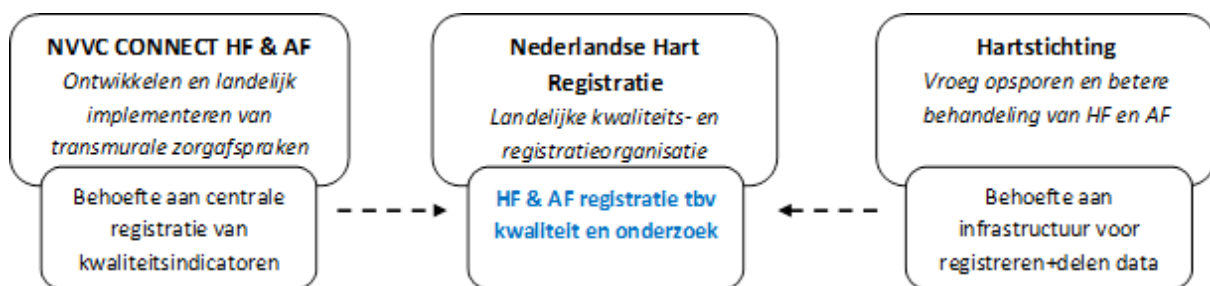 NVVC CONNECT HF & AF
Ontwikkelen en landelijk
implementeren van
transmurale zorgafspraken
Behoefte aan centrale
registratie van
kwaliteitsindicatoren
Nederlandse Hart
Registratie
Landelijke kwaliteits- en
registratieorganisatie
HF & AF registratie tbv
kwaliteit en onderzoek
Hartstichting
Vroeg opsporen en betere
behandeling van HF en AF
Behoefte aan
infrastructuur voor
registreren+delen data